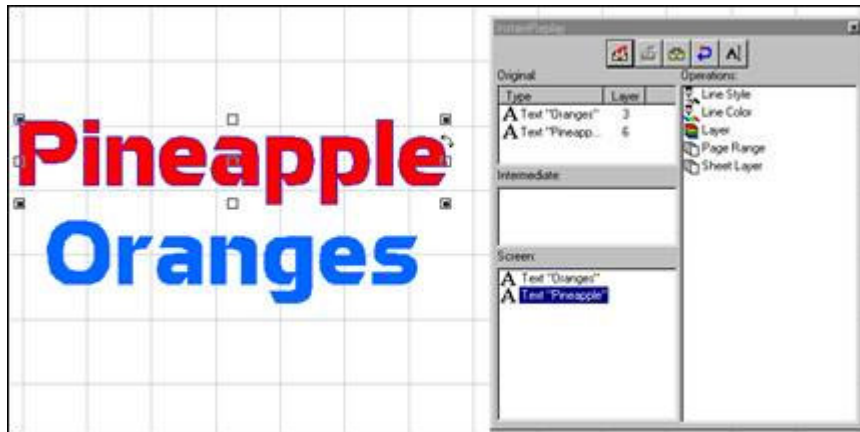 Pineapple
Oranges
InstantReplay
Original:
Type Layer
A Text "Oranges" 3
A Text "Pineapp... 6
Intermediate:
Screen:
A Text "Oranges"
A Text "Pineapple"
Operations:
Line Style
Line Color
Layer
Page Range
Sheet Layer